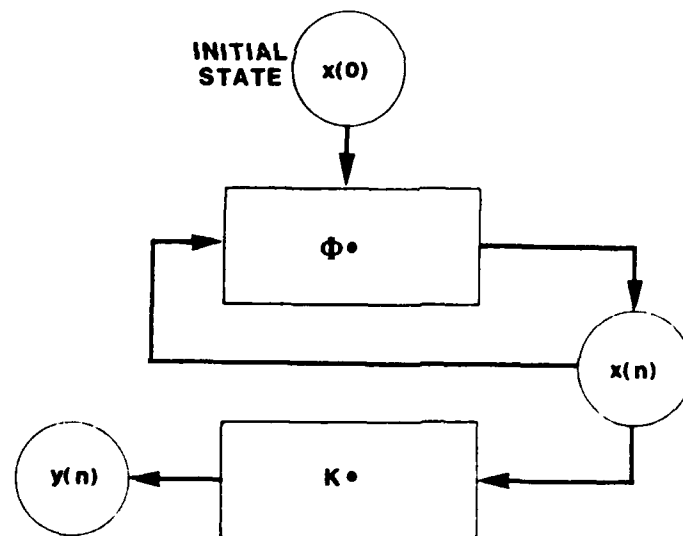 INITIAL
STATE
x(0)
Φ•
x(n)
K•
y(n)